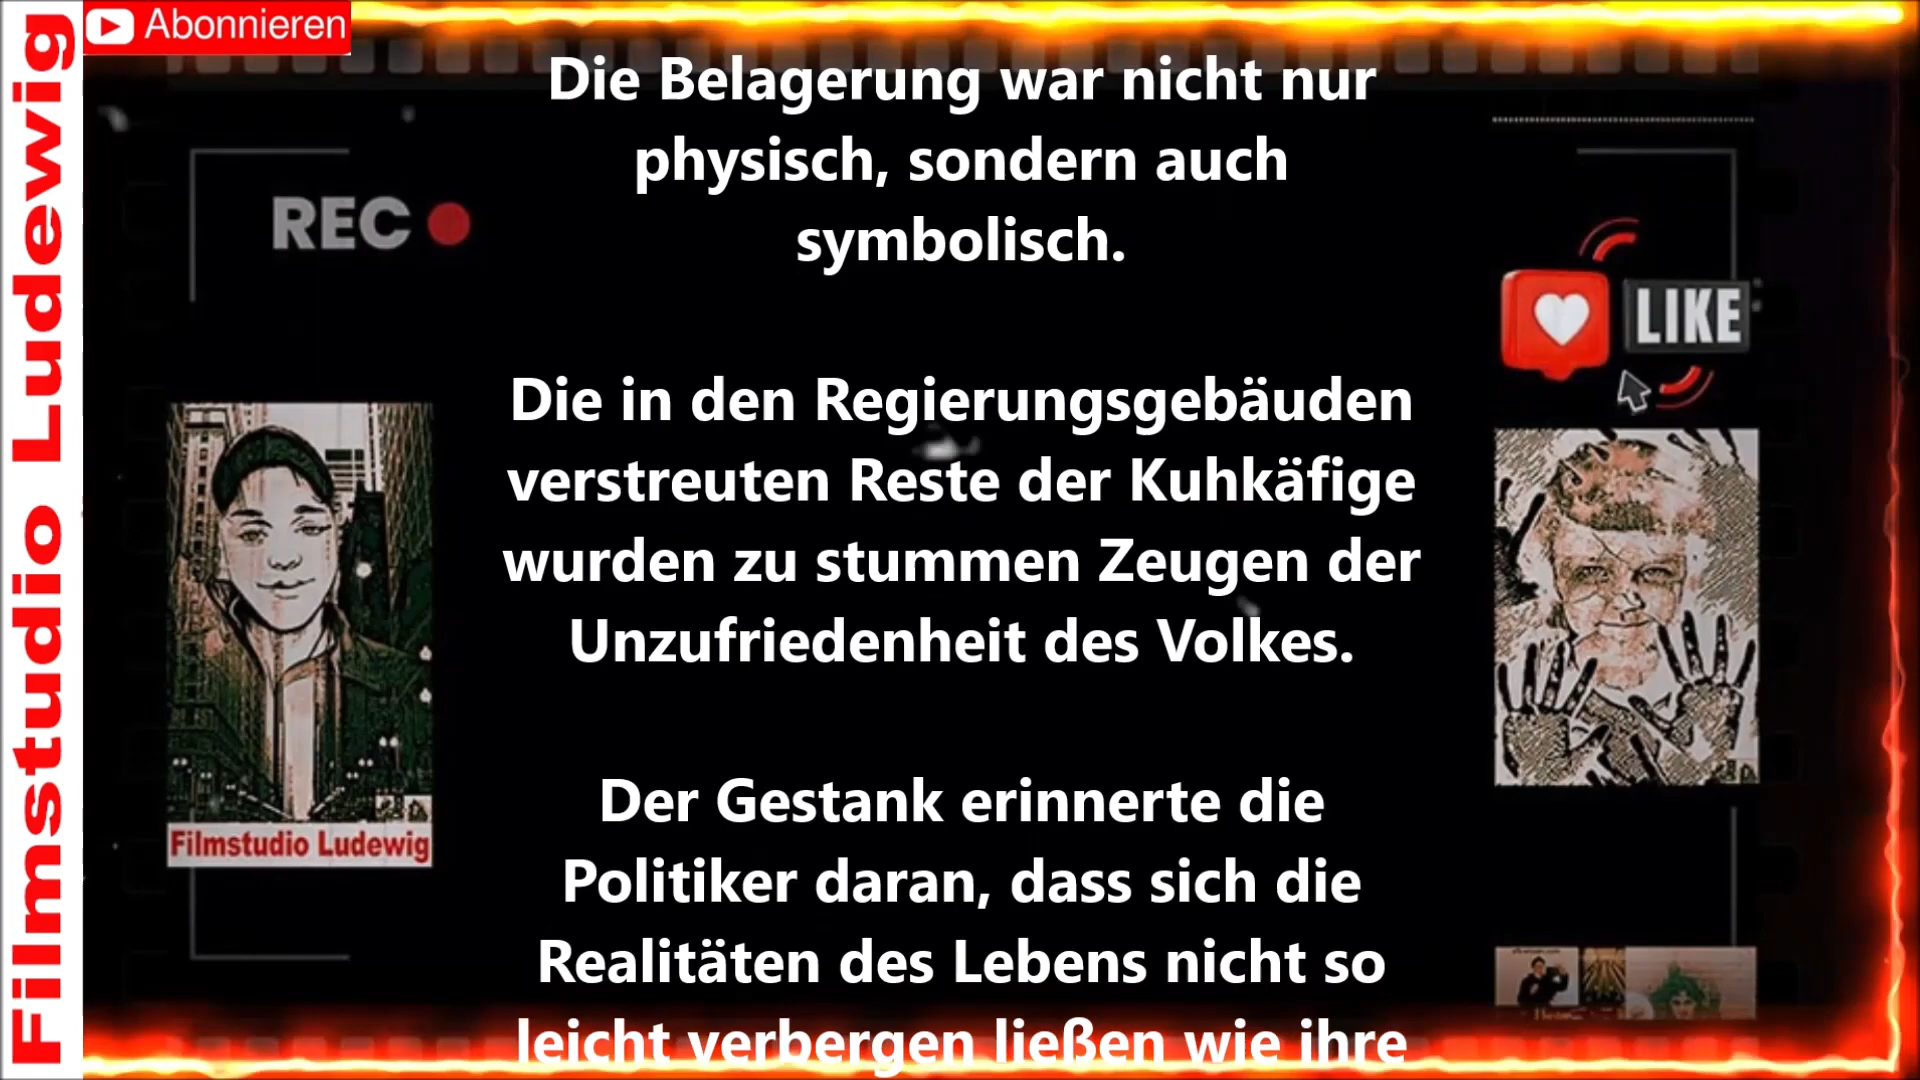 Filmstudio Ludewig
Abonnieren
REC
LIKE
Die Belagerung war nicht nur
physisch, sondern auch
symbolisch.
Die in den Regierungsgebäuden
verstreuten Reste der Kuhkäfige
wurden zu stummen Zeugen der
Unzufriedenheit des Volkes.
Der Gestank erinnerte die
Politiker daran, dass sich die
Realitäten des Lebens nicht so
leicht verbergen ließen wie ihre
Filmstudio Ludewig